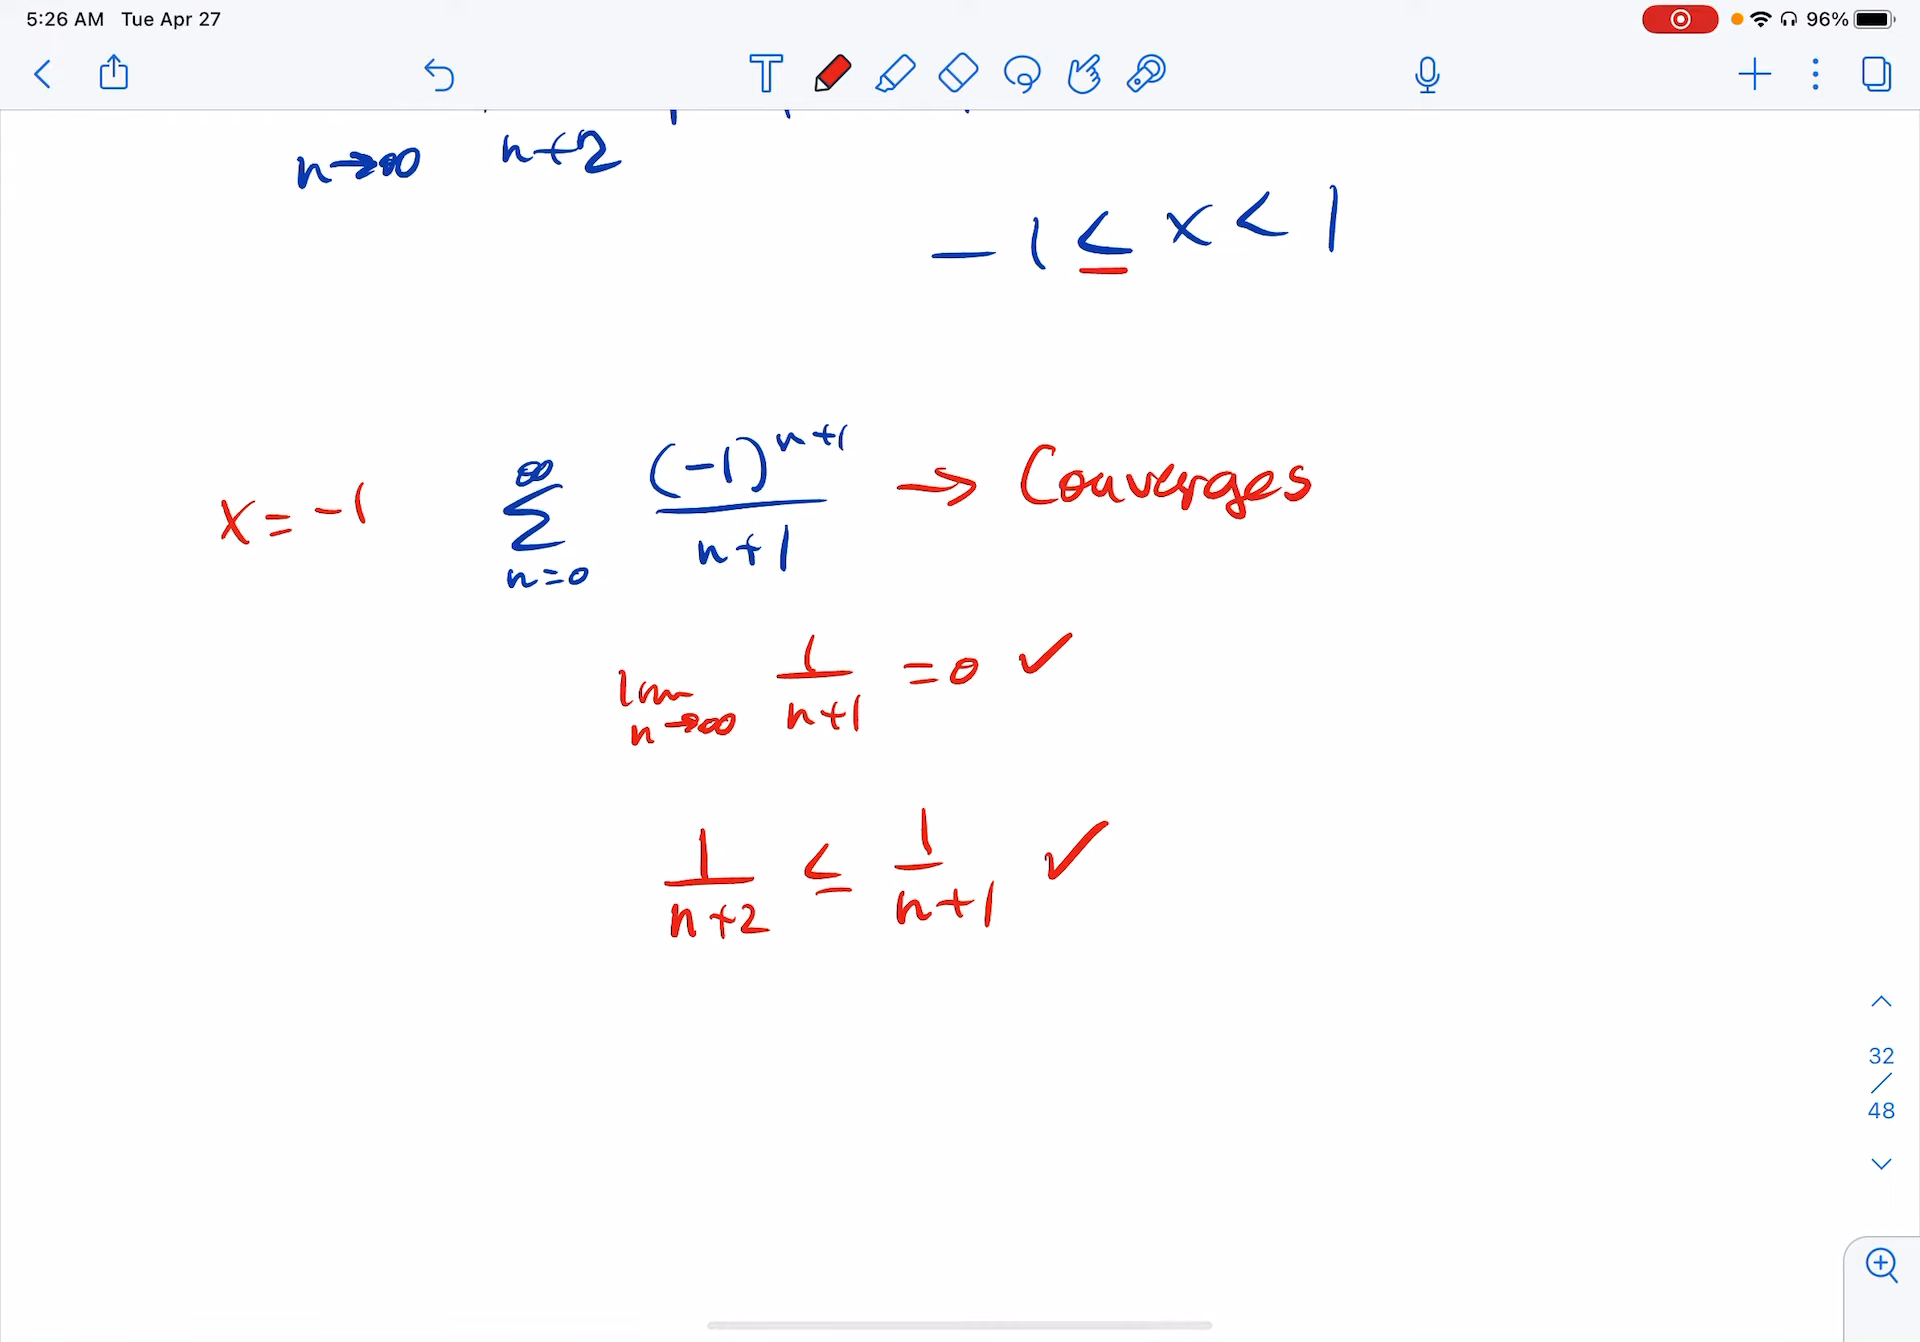 5:26 AM Tue Apr 27
96%
T
n→∞ n+2
−1 ≤ x < 1
x = −1 ∞ ∑ n=0 (−1)^(n+1) / (n+1) → Converges
lim n→∞ 1/(n+1) = 0 ✓
1/(n+2) ≤ 1/(n+1) ✓
32
/
48